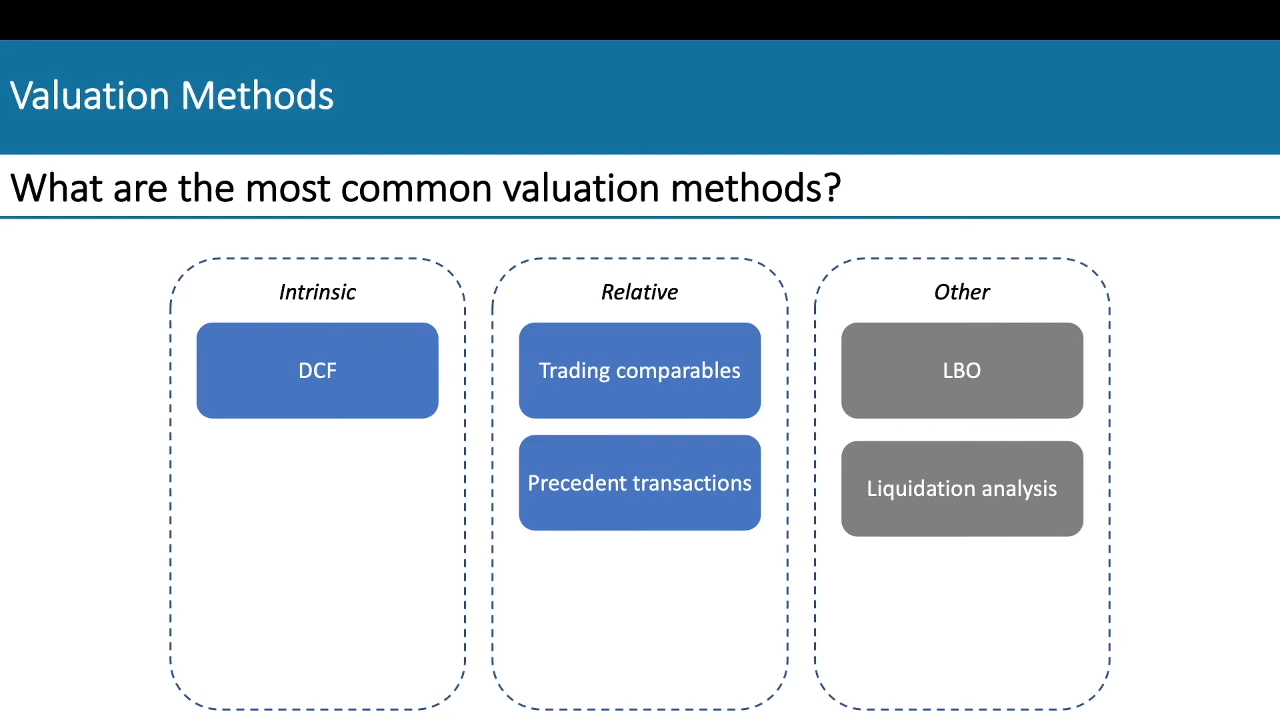 Valuation Methods
What are the most common valuation methods?
Intrinsic
DCF
Relative
Trading comparables
Precedent transactions
Other
LBO
Liquidation analysis